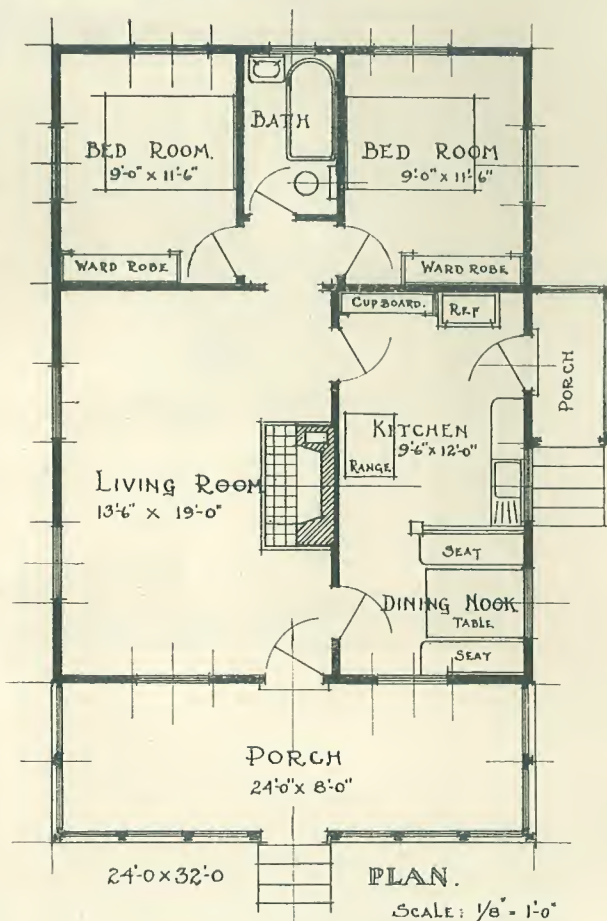 BED ROOM.
9'-0" x 11'-6"
BATH
BED ROOM
9'-0" x 11'-6"
WARD ROBE
WARD ROBE
CUPBOARD.
REF
PORCH
KITCHEN
9'-6" x 12'-0"
RANGE
LIVING ROOM
13'-6" x 19'-0"
SEAT
DINING NOOK
TABLE
SEAT
PORCH
24'-0" x 8'-0"
24'-0 x 32'-0
PLAN.
SCALE: 1/8" = 1'-0"